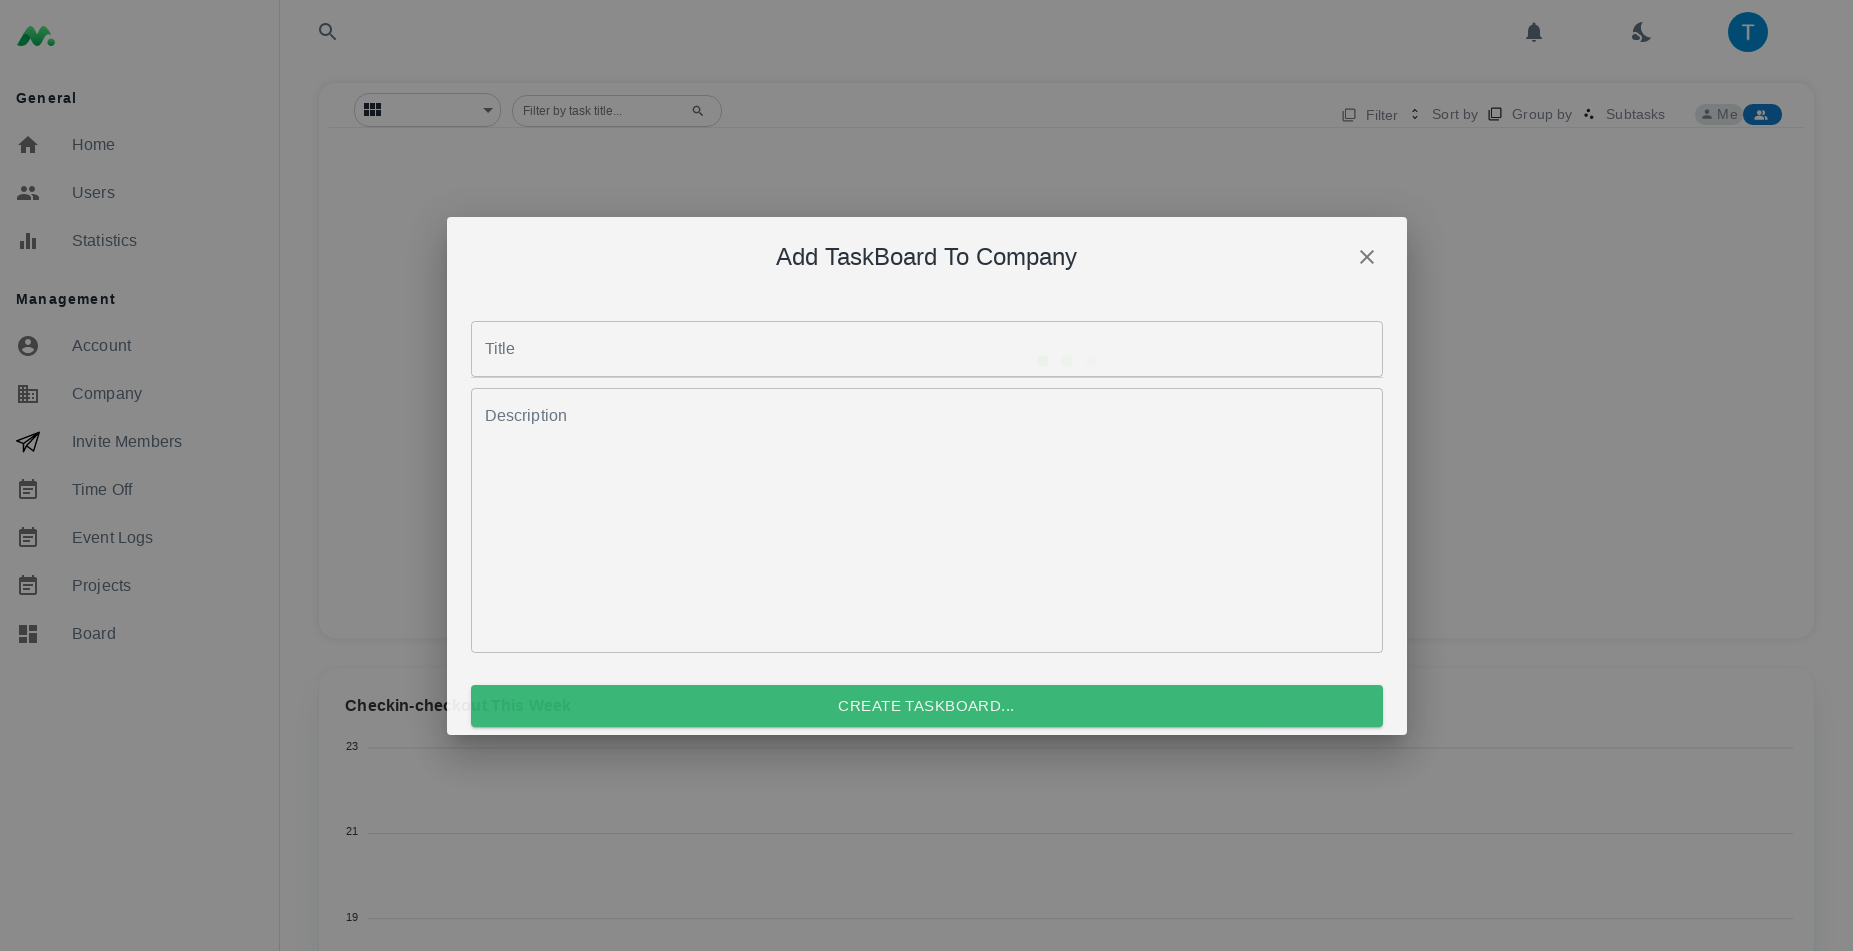 General
Home
Users
Statistics
Management
Account
Company
Invite Members
Time Off
Event Logs
Projects
Board
T
Filter by task title...
Filter
Sort by
Group by
Subtasks
Me
Add TaskBoard To Company
Title
Description
CREATE TASKBOARD...
Checkin-checkout This Week
23
21
19